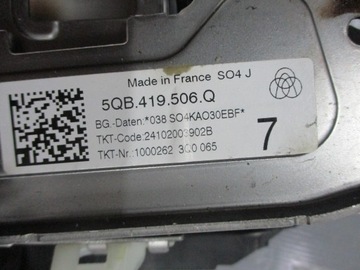 Made in France SO4 J
5QB.419.506.Q
BG.-Daten:*038 SO4KAO30EBF*
TKT-Code:24102003902B
TKT-Nr.:1000262 300 065
7